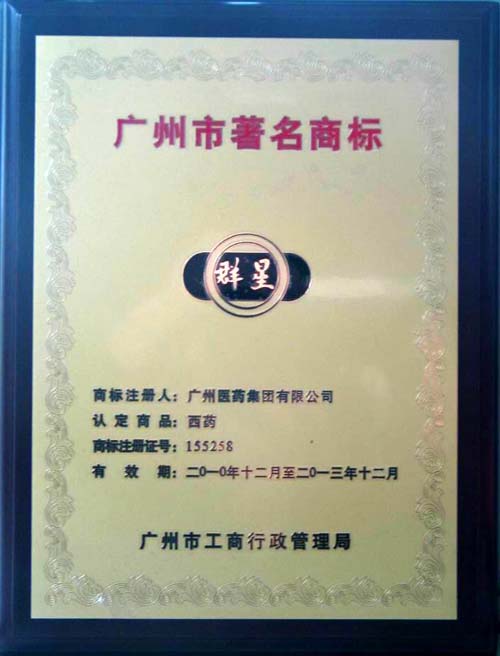 广州市著名商标
群星
商标注册人：广州医药集团有限公司
认定商品：西药
商标注册证号：155258
有效期：二0一0年十二月至二0一三年十二月
广州市工商行政管理局